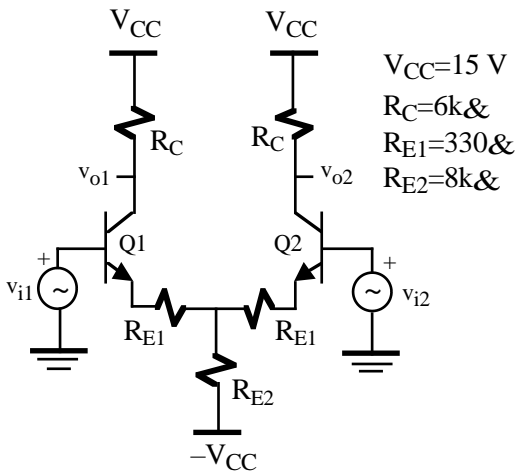 VCC
VCC
VCC=15 V
RC=6k&
RE1=330&
RE2=8k&
RC
RC
vo1
vo2
Q1
Q2
+
+
vi1
~
~
vi2
RE1
RE1
RE2
–VCC